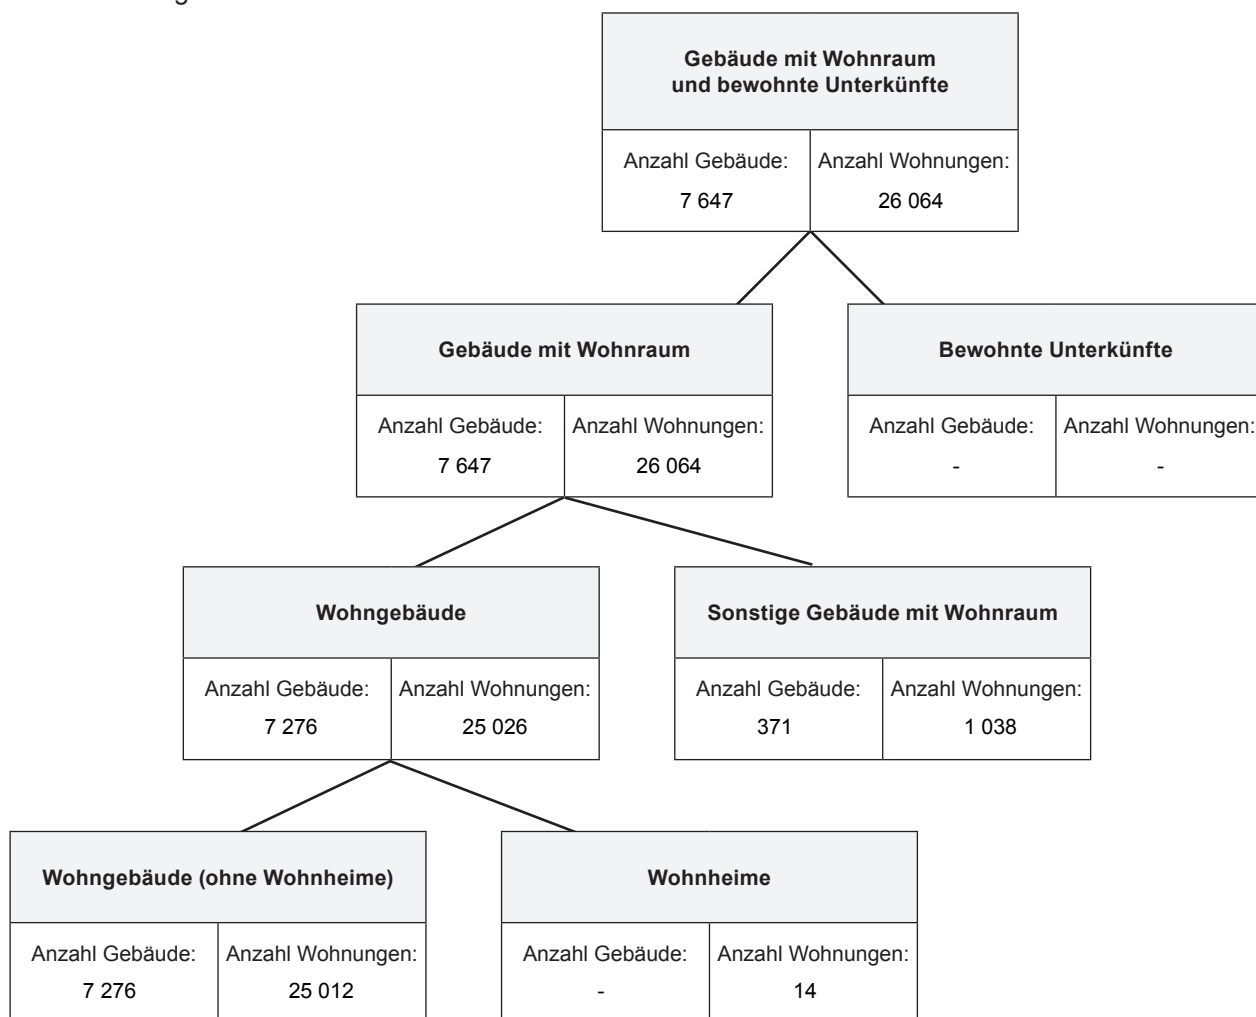 Gebäude mit Wohnraum
und bewohnte Unterkünfte
Anzahl Gebäude: Anzahl Wohnungen:
7 647 26 064
Gebäude mit Wohnraum Bewohnte Unterkünfte
Anzahl Gebäude: Anzahl Wohnungen: Anzahl Gebäude: Anzahl Wohnungen:
7 647 26 064 - -
Wohngebäude Sonstige Gebäude mit Wohnraum
Anzahl Gebäude: Anzahl Wohnungen: Anzahl Gebäude: Anzahl Wohnungen:
7 276 25 026 371 1 038
Wohngebäude (ohne Wohnheime) Wohnheime
Anzahl Gebäude: Anzahl Wohnungen: Anzahl Gebäude: Anzahl Wohnungen:
7 276 25 012 - 14